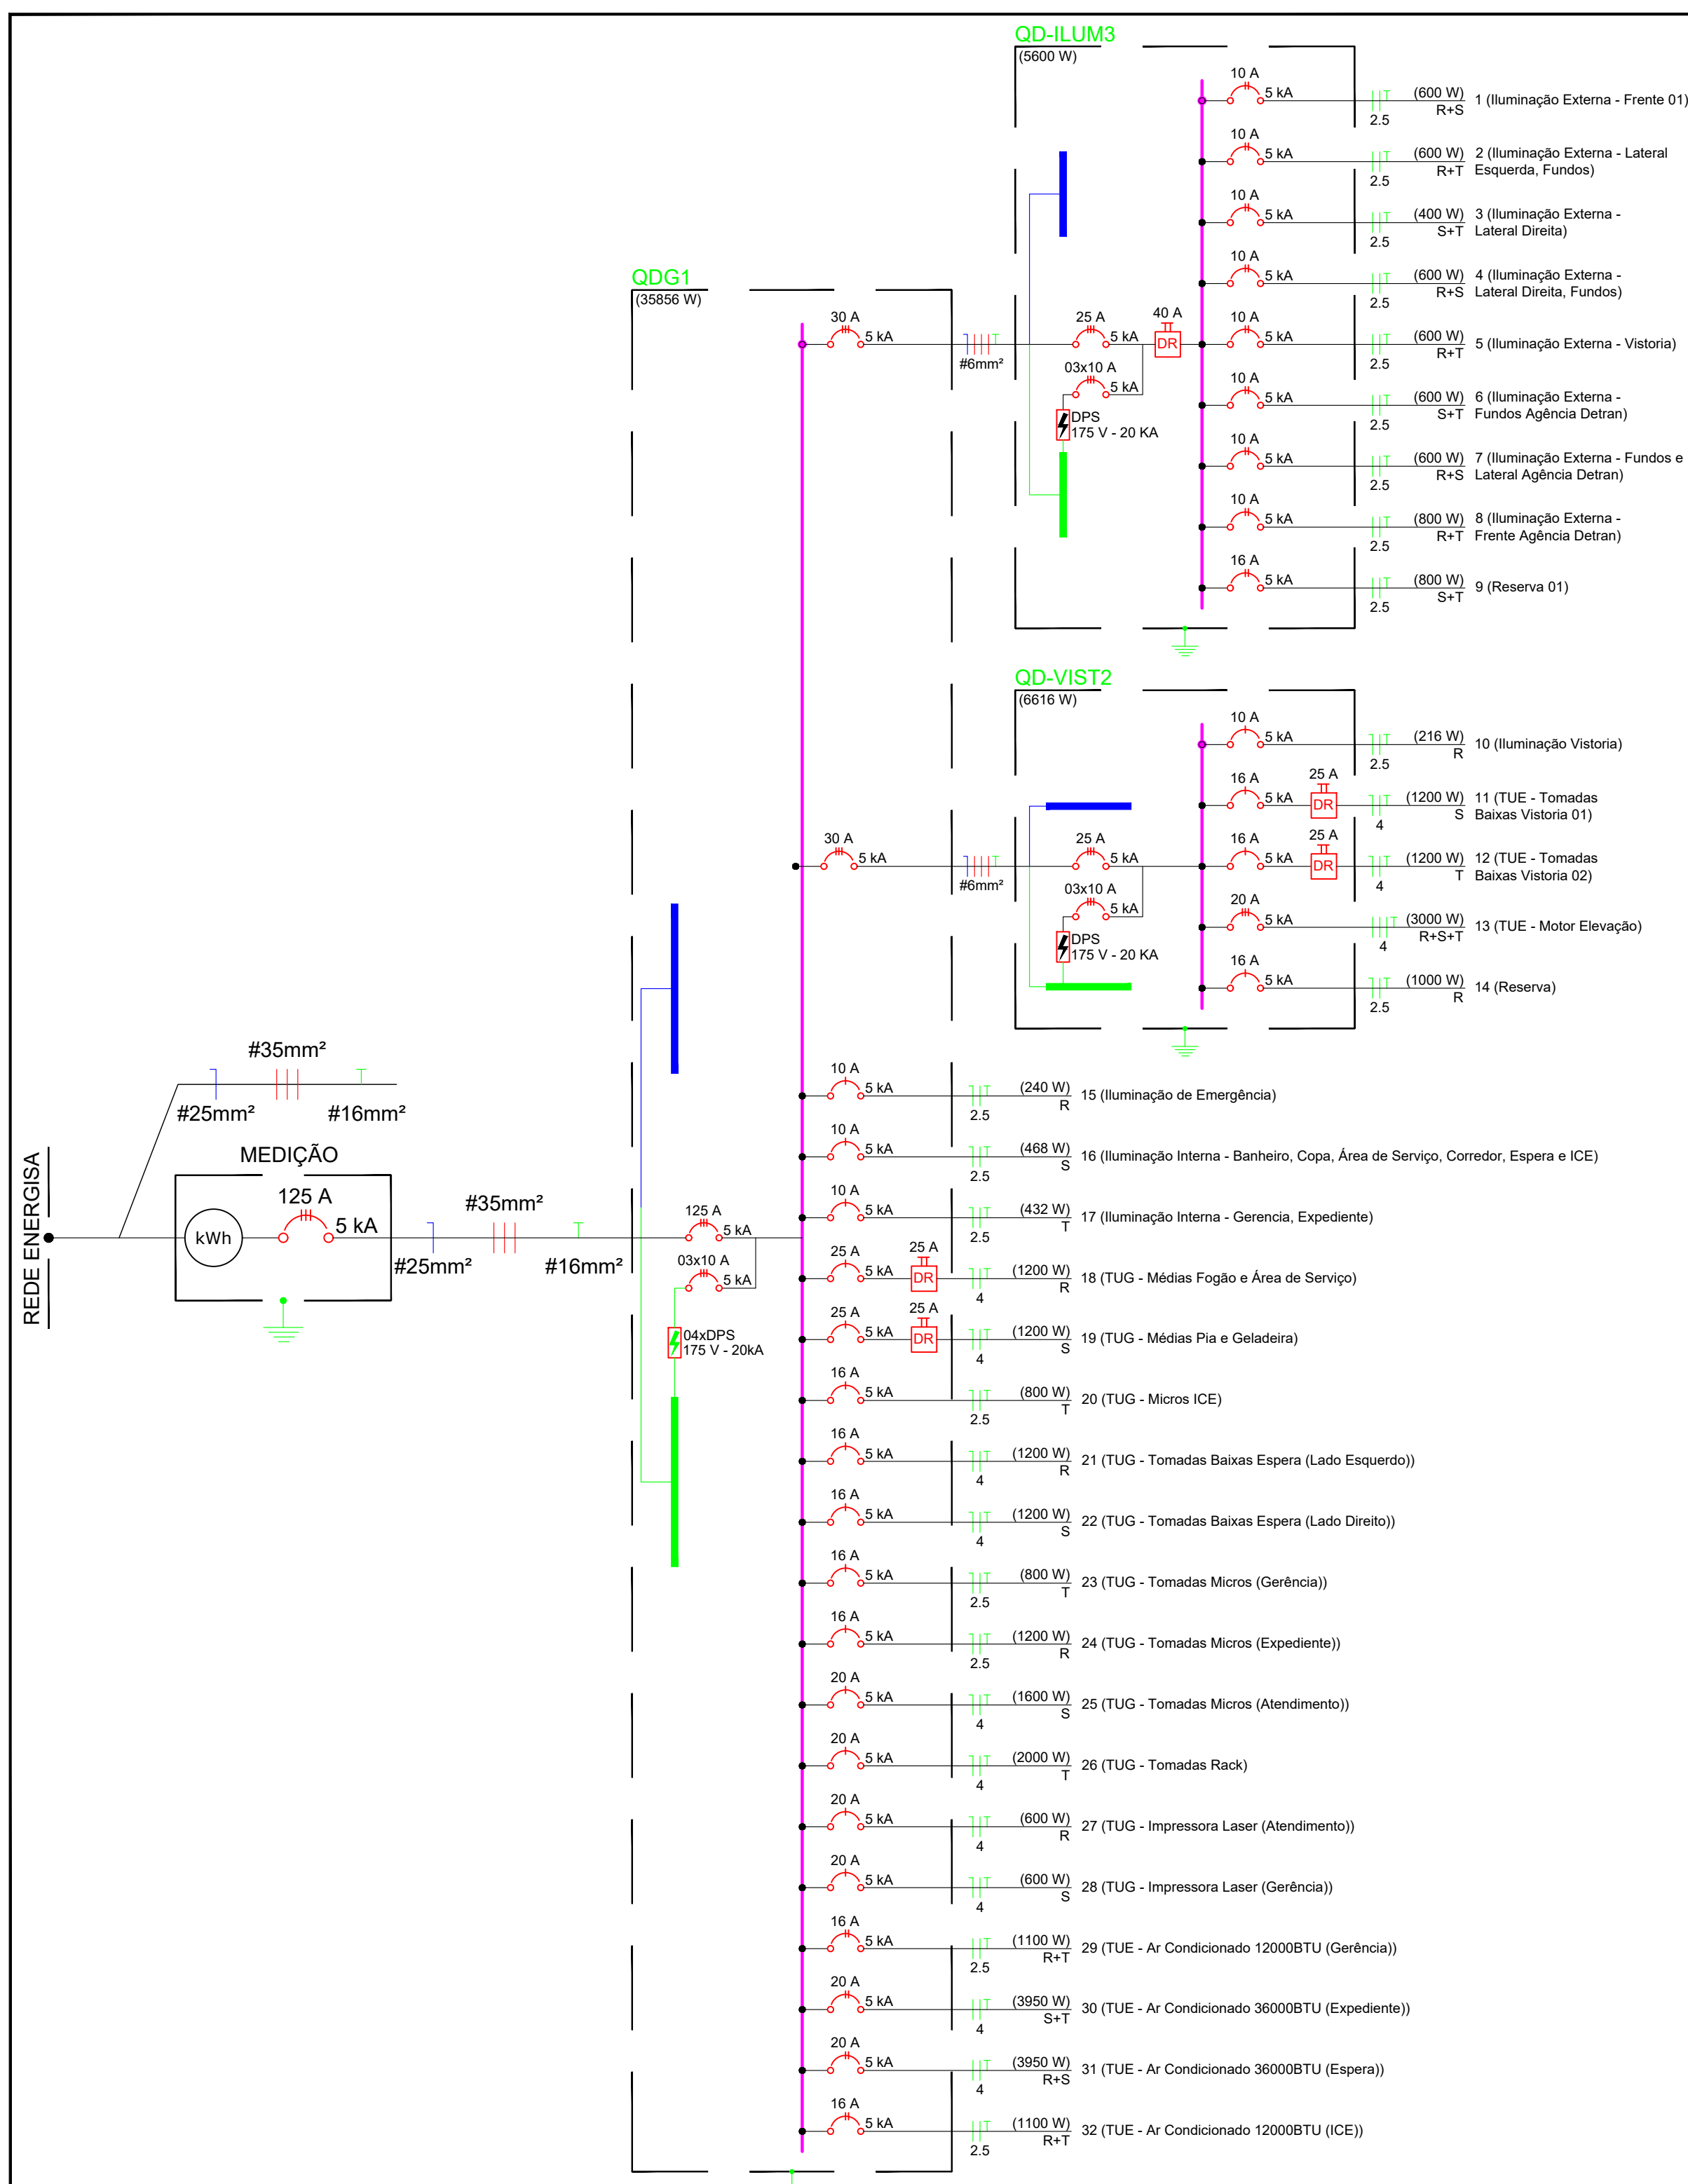 QD-ILUM3
(5600 W)
10 A
5 kA
2.5
(600 W)
R+S
1 (Iluminação Externa - Frente 01)
10 A
5 kA
2.5
(600 W)
R+T
2 (Iluminação Externa - Lateral
Esquerda, Fundos)
10 A
5 kA
2.5
(400 W)
S+T
3 (Iluminação Externa -
Lateral Direita)
10 A
5 kA
2.5
(600 W)
R+S
4 (Iluminação Externa -
Lateral Direita, Fundos)
25 A
5 kA
40 A
DR
10 A
5 kA
2.5
(600 W)
R+T
5 (Iluminação Externa - Vistoria)
03x10 A
5 kA
DPS
175 V - 20 KA
10 A
5 kA
2.5
(600 W)
S+T
6 (Iluminação Externa -
Fundos Agência Detran)
10 A
5 kA
2.5
(600 W)
R+S
7 (Iluminação Externa - Fundos e
Lateral Agência Detran)
10 A
5 kA
2.5
(800 W)
R+T
8 (Iluminação Externa -
Frente Agência Detran)
16 A
5 kA
2.5
(800 W)
S+T
9 (Reserva 01)
QDG1
(35856 W)
30 A
5 kA
#6mm²
QD-VIST2
(6616 W)
10 A
5 kA
2.5
(216 W)
R
10 (Iluminação Vistoria)
16 A
5 kA
25 A
DR
4
(1200 W)
S
11 (TUE - Tomadas
Baixas Vistoria 01)
30 A
5 kA
#6mm²
25 A
5 kA
03x10 A
5 kA
DPS
175 V - 20 KA
16 A
5 kA
25 A
DR
4
(1200 W)
T
12 (TUE - Tomadas
Baixas Vistoria 02)
20 A
5 kA
4
(3000 W)
R+S+T
13 (TUE - Motor Elevação)
16 A
5 kA
2.5
(1000 W)
R
14 (Reserva)
REDE ENERGISA
#35mm²
#25mm²
#16mm²
MEDIÇÃO
kWh
125 A
5 kA
#35mm²
#25mm²
#16mm²
125 A
5 kA
03x10 A
5 kA
04xDPS
175 V - 20kA
10 A
5 kA
2.5
(240 W)
R
15 (Iluminação de Emergência)
10 A
5 kA
2.5
(468 W)
S
16 (Iluminação Interna - Banheiro, Copa, Área de Serviço, Corredor, Espera e ICE)
10 A
5 kA
2.5
(432 W)
T
17 (Iluminação Interna - Gerencia, Expediente)
25 A
5 kA
25 A
DR
4
(1200 W)
R
18 (TUG - Médias Fogão e Área de Serviço)
25 A
5 kA
25 A
DR
4
(1200 W)
S
19 (TUG - Médias Pia e Geladeira)
16 A
5 kA
2.5
(800 W)
T
20 (TUG - Micros ICE)
16 A
5 kA
4
(1200 W)
R
21 (TUG - Tomadas Baixas Espera (Lado Esquerdo))
16 A
5 kA
4
(1200 W)
S
22 (TUG - Tomadas Baixas Espera (Lado Direito))
16 A
5 kA
2.5
(800 W)
T
23 (TUG - Tomadas Micros (Gerência))
16 A
5 kA
2.5
(1200 W)
R
24 (TUG - Tomadas Micros (Expediente))
20 A
5 kA
4
(1600 W)
S
25 (TUG - Tomadas Micros (Atendimento))
20 A
5 kA
4
(2000 W)
T
26 (TUG - Tomadas Rack)
20 A
5 kA
4
(600 W)
R
27 (TUG - Impressora Laser (Atendimento))
20 A
5 kA
4
(600 W)
S
28 (TUG - Impressora Laser (Gerência))
16 A
5 kA
2.5
(1100 W)
R+T
29 (TUE - Ar Condicionado 12000BTU (Gerência))
20 A
5 kA
4
(3950 W)
S+T
30 (TUE - Ar Condicionado 36000BTU (Expediente))
20 A
5 kA
4
(3950 W)
R+S
31 (TUE - Ar Condicionado 36000BTU (Espera))
16 A
5 kA
2.5
(1100 W)
R+T
32 (TUE - Ar Condicionado 12000BTU (ICE))